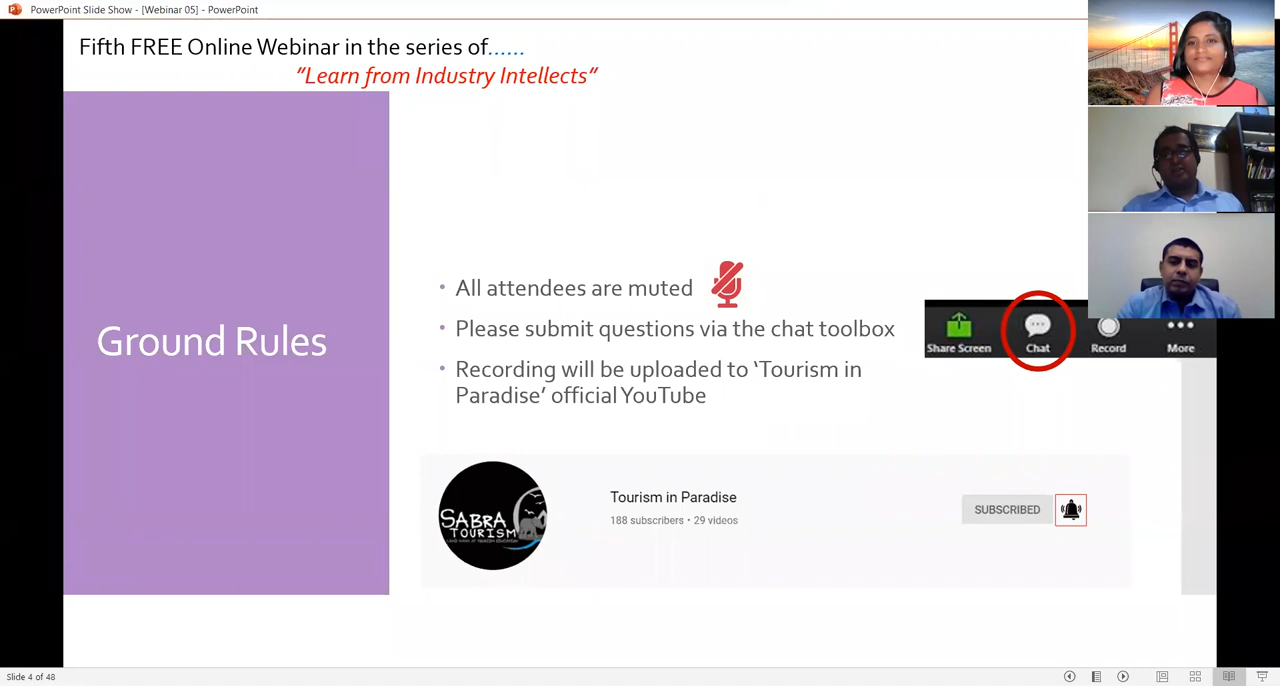 PowerPoint Slide Show - [Webinar 05] - PowerPoint
Fifth FREE Online Webinar in the series of......
"Learn from Industry Intellects"
Ground Rules
• All attendees are muted
• Please submit questions via the chat toolbox
• Recording will be uploaded to ‘Tourism in
Paradise’ official YouTube
Share Screen
Chat
Record
More
SABRA
TOURISM
Tourism in Paradise
188 subscribers • 29 videos
SUBSCRIBED
Slide 4 of 48